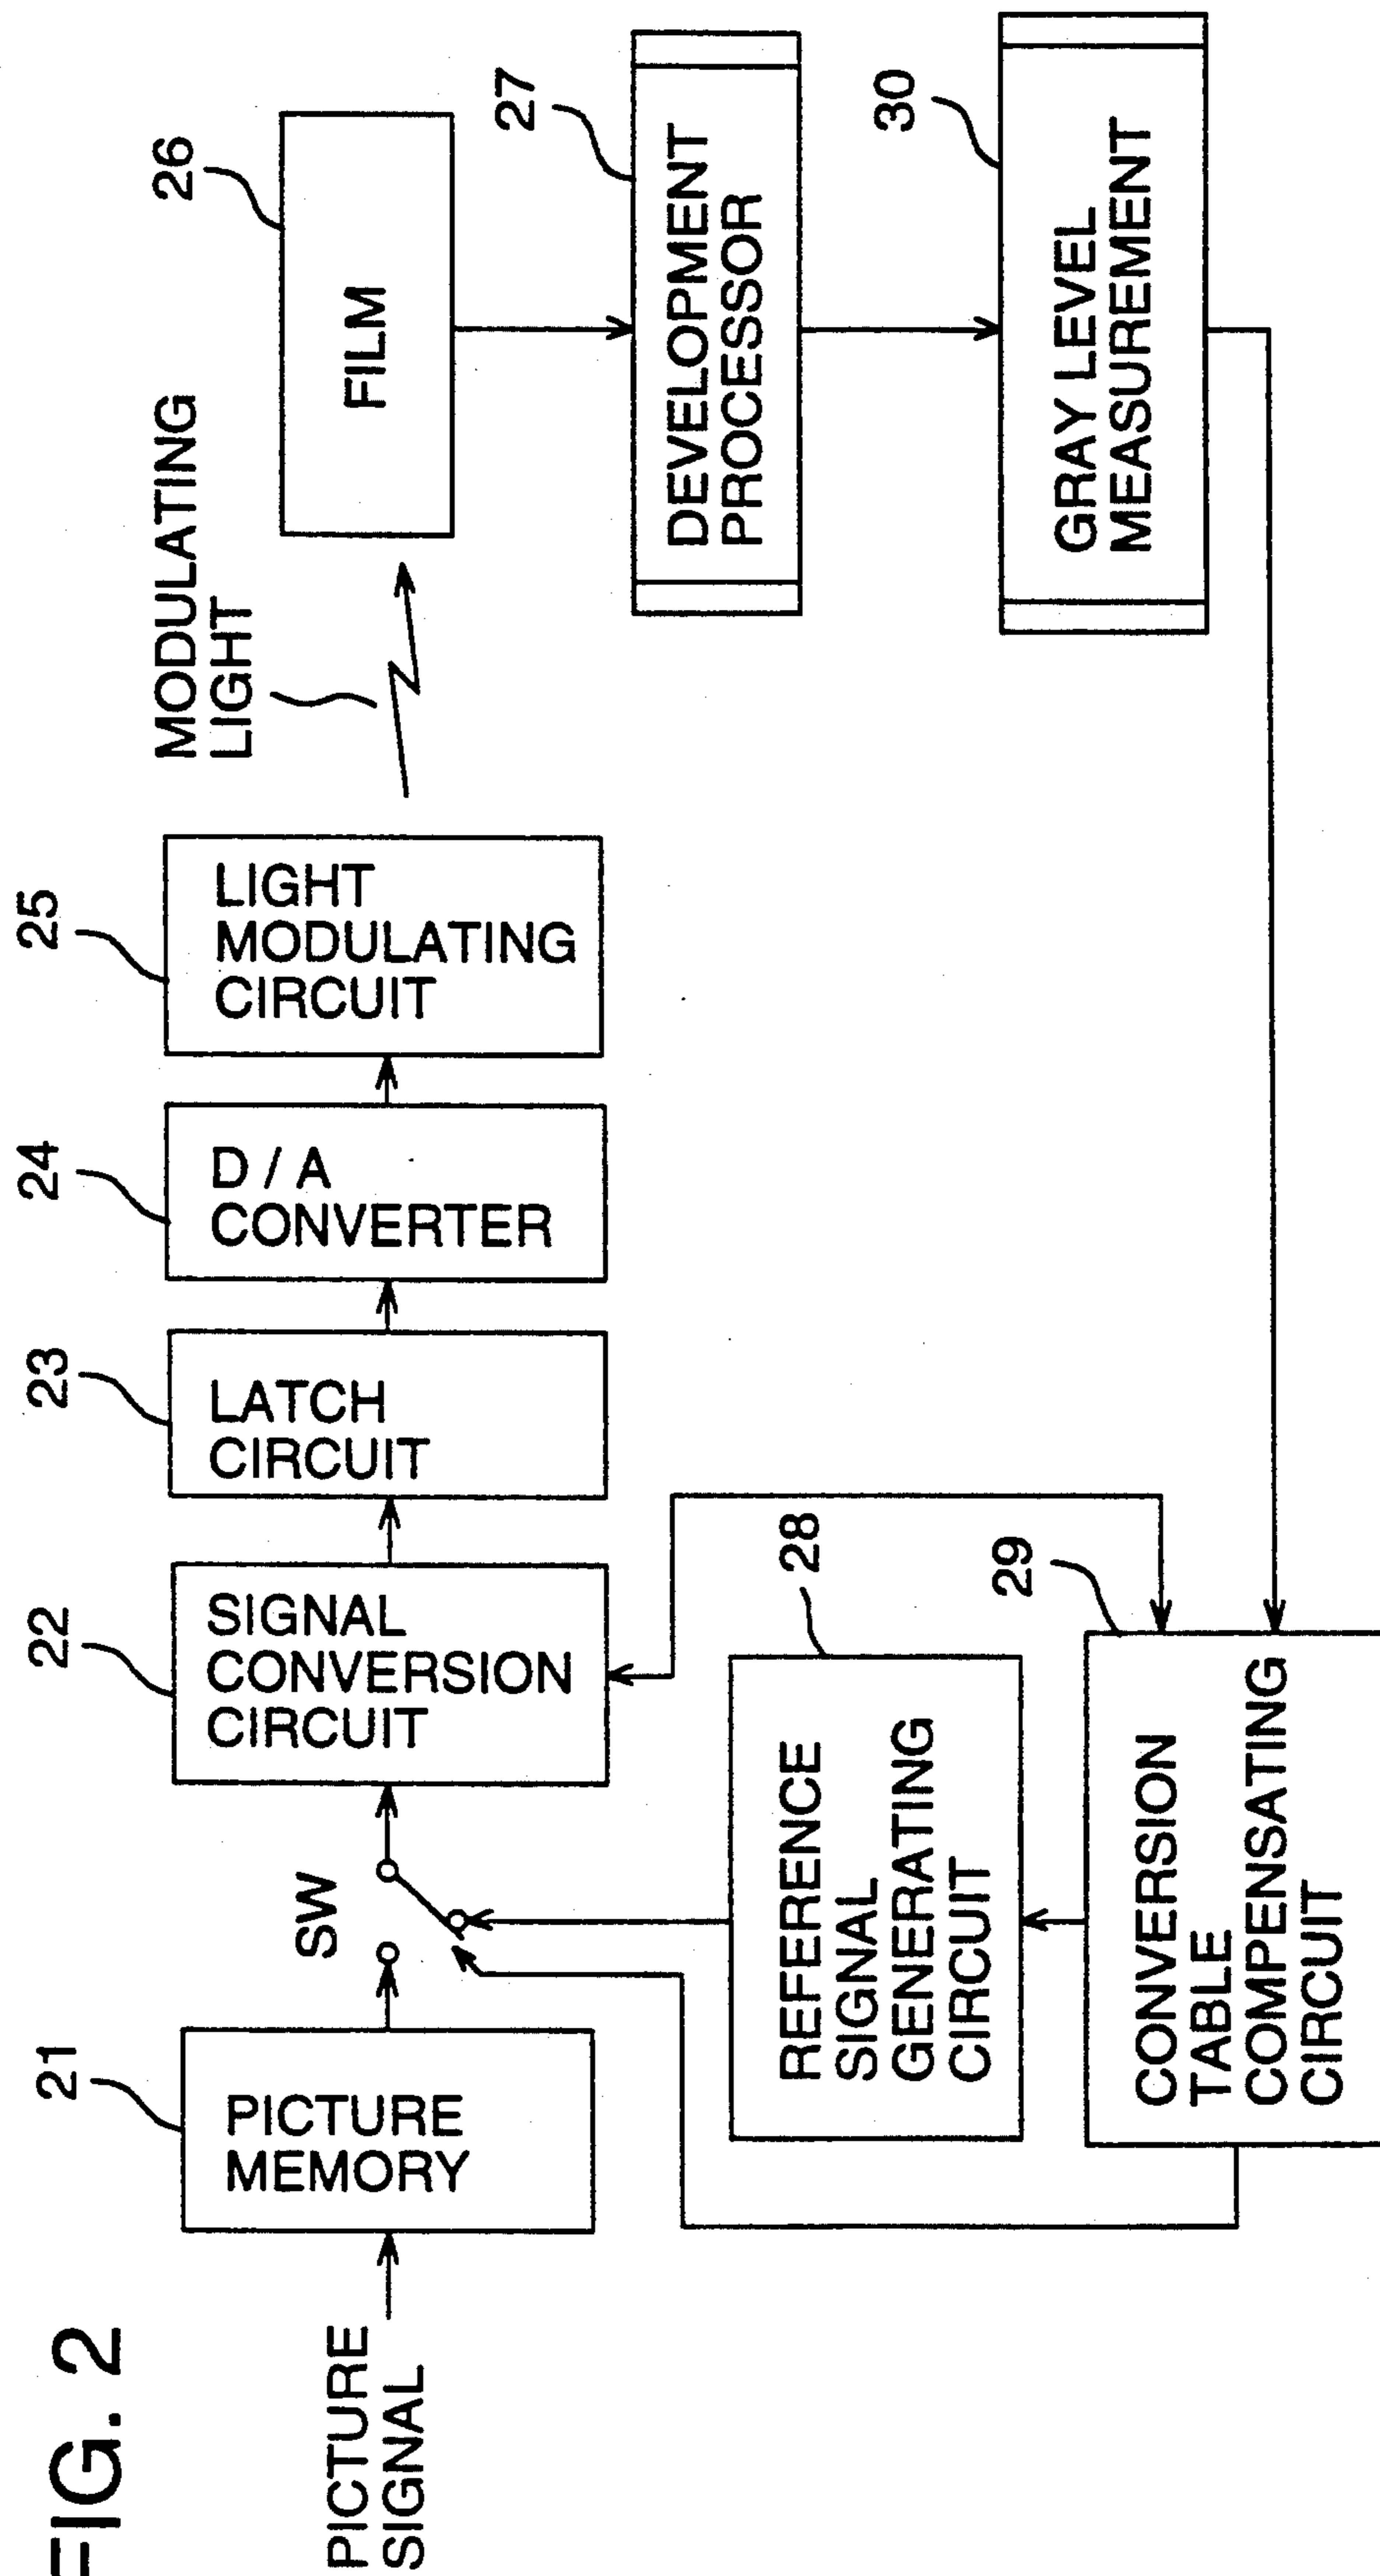 FIG. 2
PICTURE
SIGNAL
21
PICTURE
MEMORY
SW
22
SIGNAL
CONVERSION
CIRCUIT
23
LATCH
CIRCUIT
24
D / A
CONVERTER
25
LIGHT
MODULATING
CIRCUIT
MODULATING
LIGHT
26
FILM
27
DEVELOPMENT
PROCESSOR
30
GRAY LEVEL
MEASUREMENT
28
REFERENCE
SIGNAL
GENERATING
CIRCUIT
29
CONVERSION
TABLE
COMPENSATING
CIRCUIT